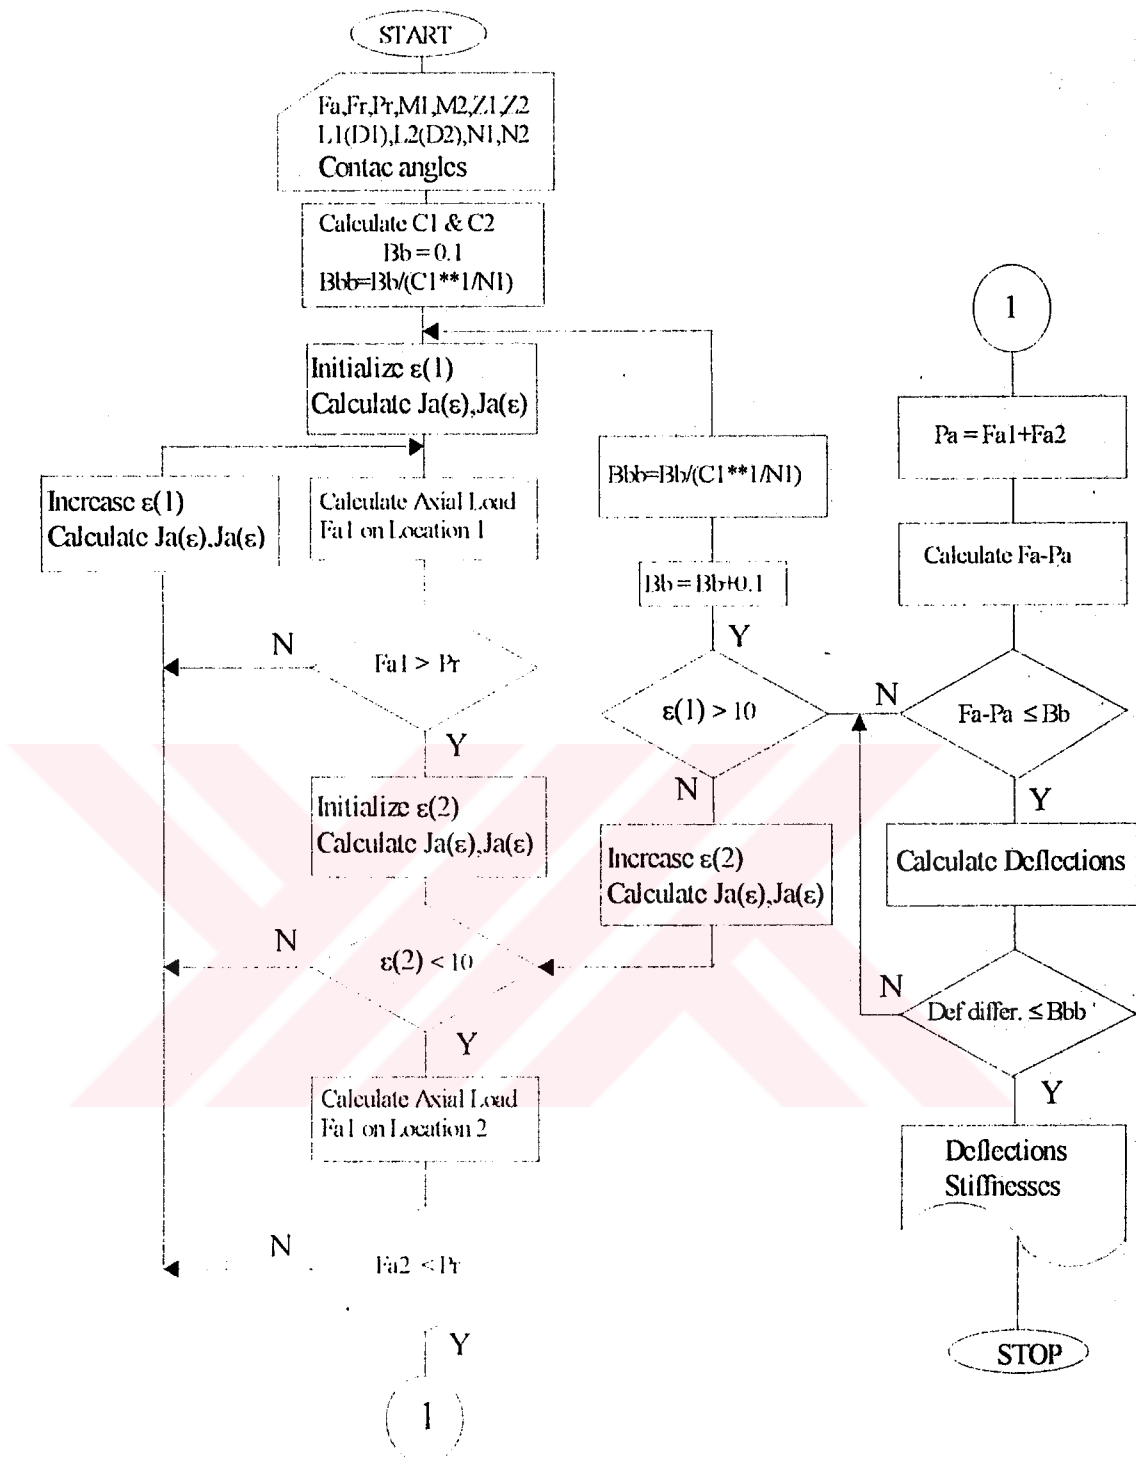 START
Fa,Fr,Pr,M1,M2,Z1,Z2
L1(D1),L2(D2),N1,N2
Contac angles
Calculate C1 & C2
Bb = 0.1
Bbb=Bb/(C1**1/N1)
Initialize ε(1)
Calculate Ja(ε),Ja(ε)
Increase ε(1)
Calculate Ja(ε),Ja(ε)
Calculate Axial Load
Fa1 on Location 1
N
Fa1 > Pr
Y
Initialize ε(2)
Calculate Ja(ε),Ja(ε)
N
ε(2) < 10
Y
Calculate Axial Load
Fa1 on Location 2
N
Fa2 < Pr
Y
1
Bbb=Bb/(C1**1/N1)
Bb = Bb+0.1
Y
ε(1) > 10
N
Increase ε(2)
Calculate Ja(ε),Ja(ε)
1
Pa = Fa1+Fa2
Calculate Fa-Pa
N
Fa-Pa ≤ Bb
Y
Calculate Deflections
N
Def differ. ≤ Bbb
Y
Deflections
Stiffnesses
STOP